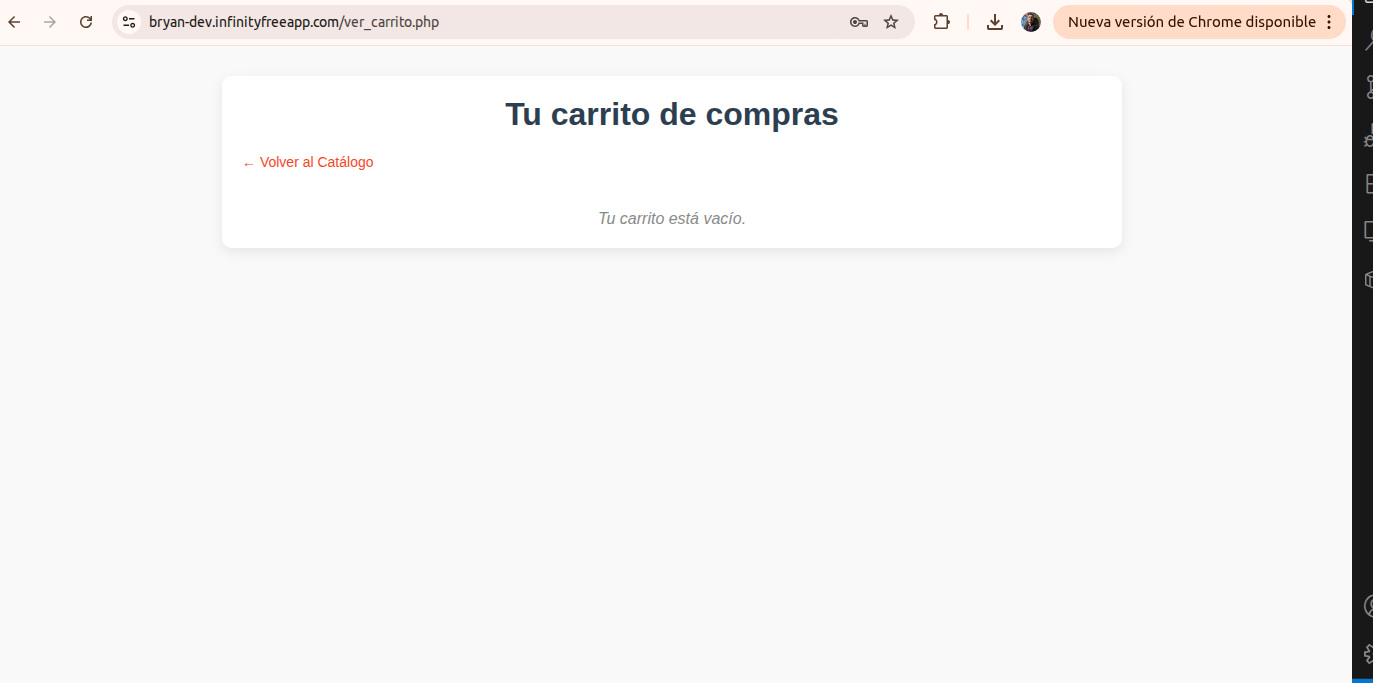 bryan-dev.infinityfreeapp.com/ver_carrito.php
Nueva versión de Chrome disponible
Tu carrito de compras
← Volver al Catálogo
Tu carrito está vacío.